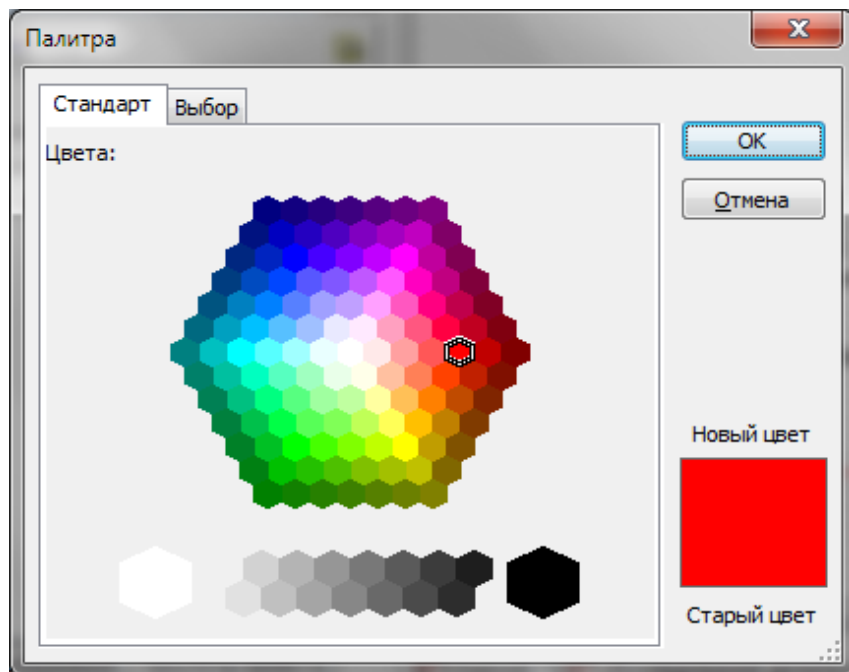 Палитра
Стандарт
Выбор
Цвета:
OK
Отмена
Новый цвет
Старый цвет